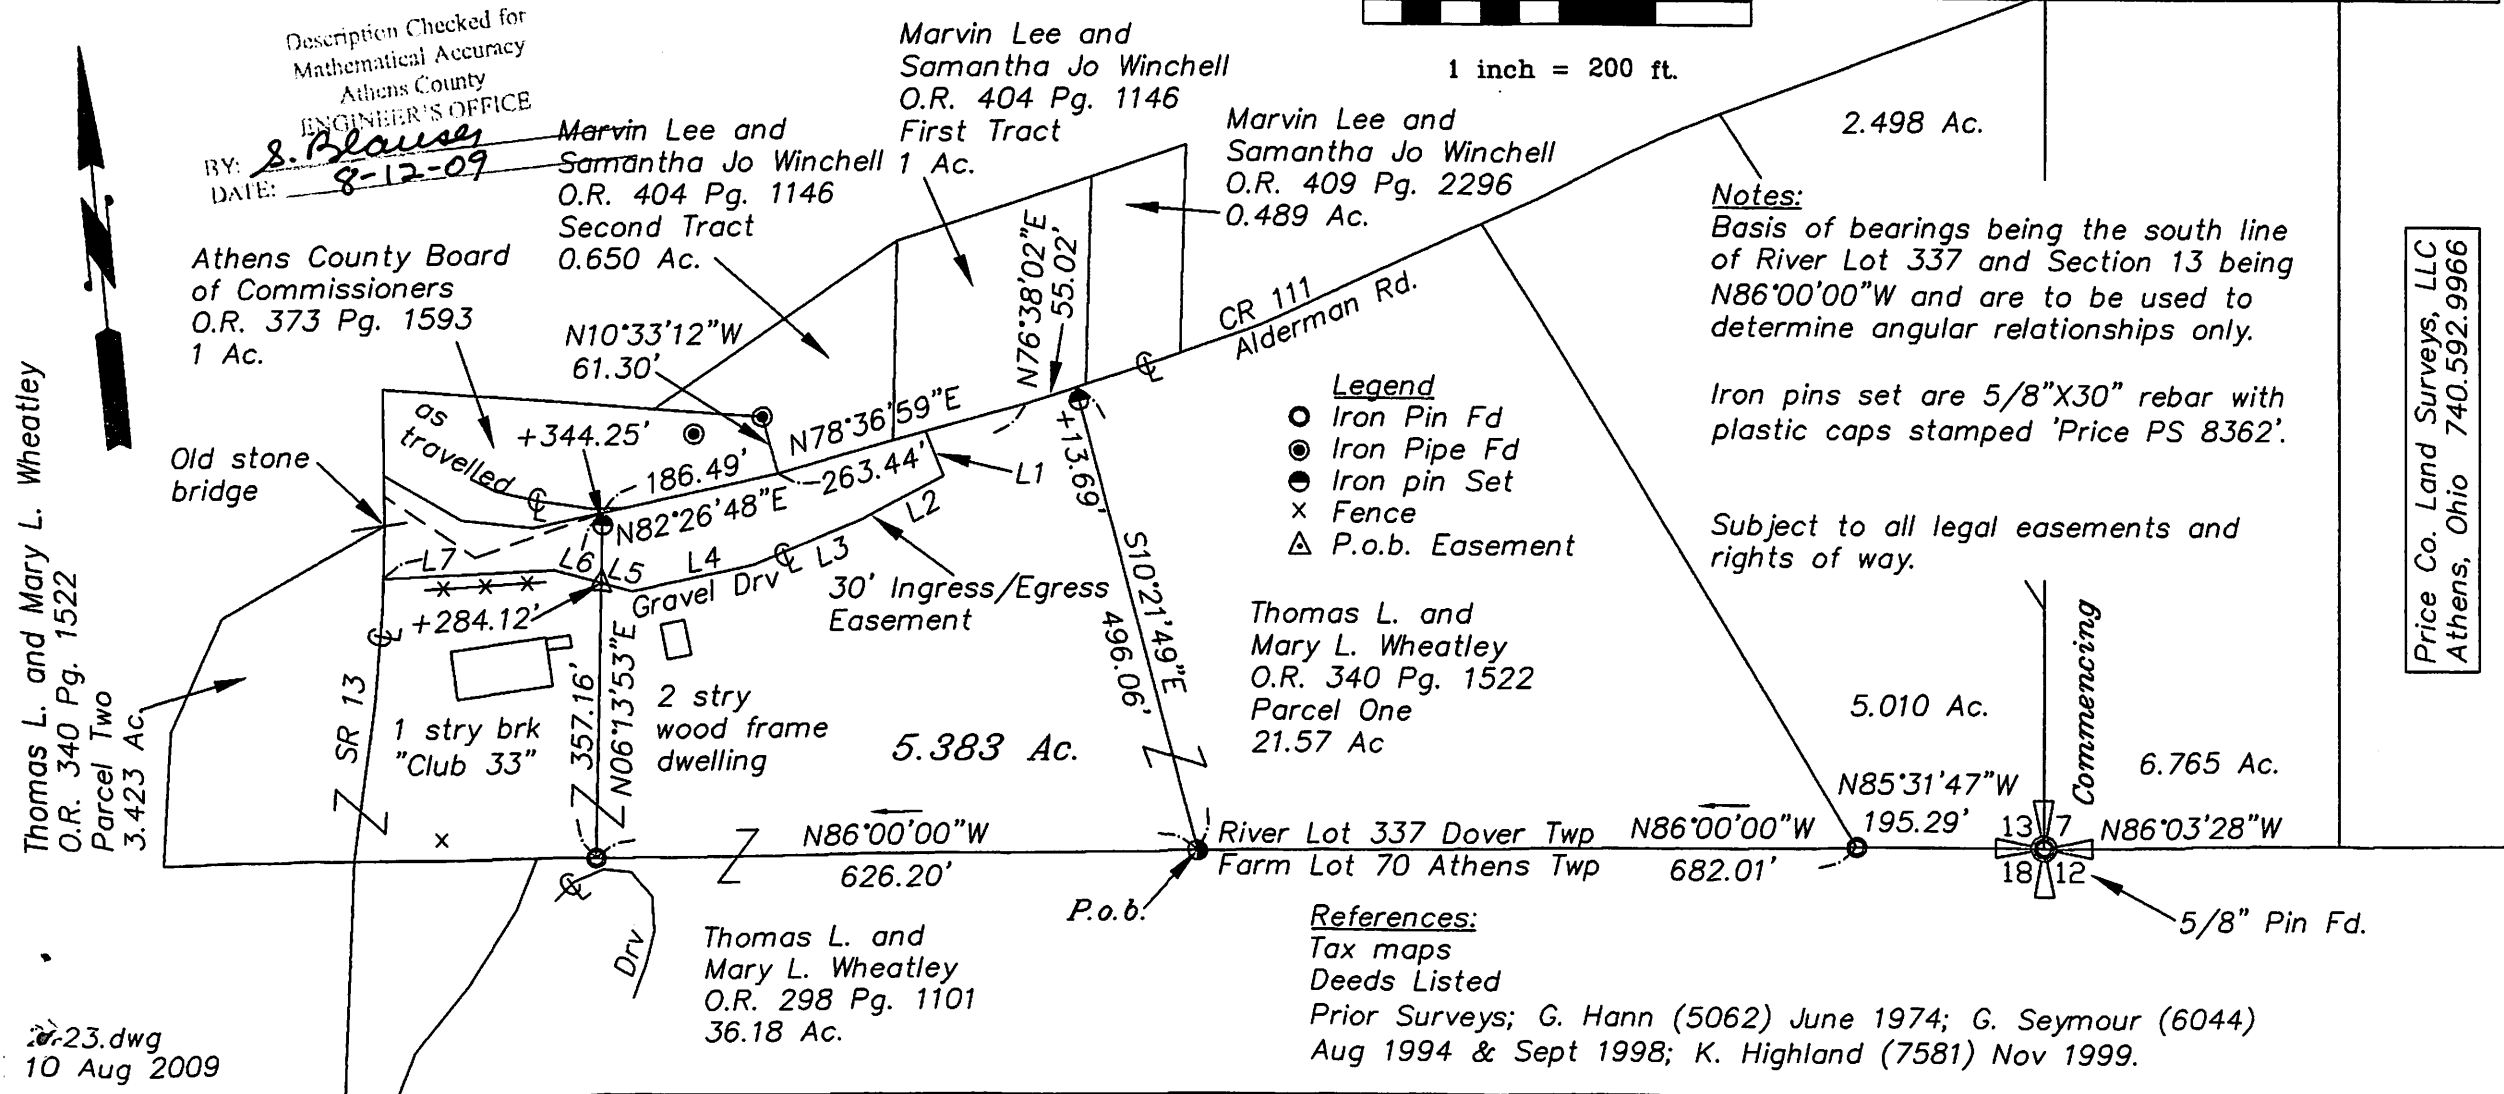 Description Checked for
Mathematical Accuracy
Athens County
ENGINEER'S OFFICE
BY: S. Blauser
DATE: 8-12-09
Marvin Lee and
Samantha Jo Winchell
O.R. 404 Pg. 1146
Second Tract
0.650 Ac.
Marvin Lee and
Samantha Jo Winchell
O.R. 404 Pg. 1146
First Tract
1 Ac.
Marvin Lee and
Samantha Jo Winchell
O.R. 409 Pg. 2296
0.489 Ac.
1 inch = 200 ft.
2.498 Ac.
Notes:
Basis of bearings being the south line
of River Lot 337 and Section 13 being
N86°00'00"W and are to be used to
determine angular relationships only.
Iron pins set are 5/8"X30" rebar with
plastic caps stamped 'Price PS 8362'.
Subject to all legal easements and
rights of way.
Price Co. Land Surveys, LLC
Athens, Ohio 740.592.9966
Athens County Board
of Commissioners
O.R. 373 Pg. 1593
1 Ac.
N10°33'12"W
61.30'
N76°38'02"E
55.02'
CR 111
Alderman Rd.
Legend
Iron Pin Fd
Iron Pipe Fd
Iron pin Set
x Fence
P.o.b. Easement
as
travelled
+344.25'
186.49'
N78°36'59"E
263.44'
N82°26'48"E
+13.69'
L1
L2
L3
L4
L5
L6
L7
Old stone
bridge
Gravel Drv
30' Ingress/Egress
Easement
+284.12'
S10°21'49"E
496.06'
Thomas L. and Mary L. Wheatley
O.R. 340 Pg. 1522
Parcel Two
3.423 Ac.
SR 13
1 stry brk
"Club 33"
357.16'
N06°13'53"E
2 stry
wood frame
dwelling
5.383 Ac.
Thomas L. and
Mary L. Wheatley
O.R. 340 Pg. 1522
Parcel One
21.57 Ac
5.010 Ac.
Commencing
6.765 Ac.
N85°31'47"W
195.29'
N86°00'00"W
626.20'
River Lot 337 Dover Twp
Farm Lot 70 Athens Twp
N86°00'00"W
682.01'
13 7
18 12
N86°03'28"W
P.o.b.
5/8" Pin Fd.
Drv
Thomas L. and
Mary L. Wheatley
O.R. 298 Pg. 1101
36.18 Ac.
References:
Tax maps
Deeds Listed
Prior Surveys; G. Hann (5062) June 1974; G. Seymour (6044)
Aug 1994 & Sept 1998; K. Highland (7581) Nov 1999.
23.dwg
10 Aug 2009